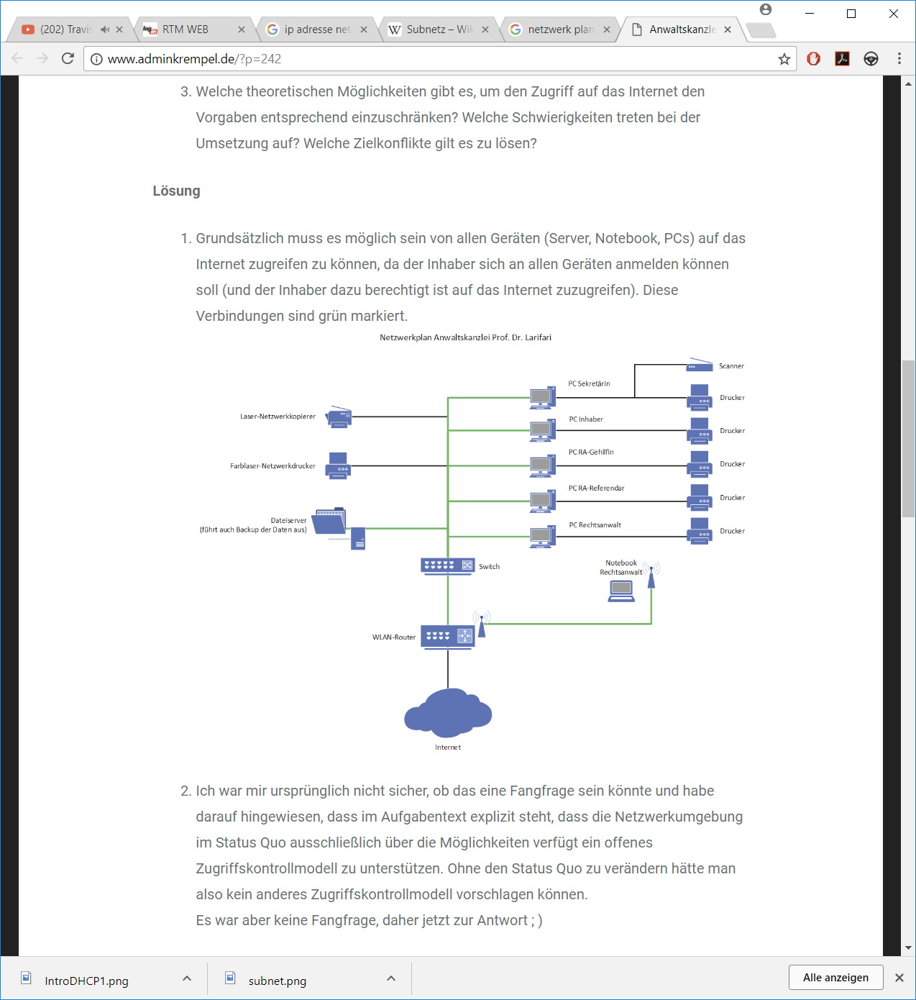 (202) Travis
RTM WEB
ip adresse net
Subnetz – Wik
netzwerk plan
Anwaltskanzle
www.adminkrempel.de/?p=242
3. Welche theoretischen Möglichkeiten gibt es, um den Zugriff auf das Internet den
Vorgaben entsprechend einzuschränken? Welche Schwierigkeiten treten bei der
Umsetzung auf? Welche Zielkonflikte gilt es zu lösen?
Lösung
1. Grundsätzlich muss es möglich sein von allen Geräten (Server, Notebook, PCs) auf das
Internet zugreifen zu können, da der Inhaber sich an allen Geräten anmelden können
soll (und der Inhaber dazu berechtigt ist auf das Internet zuzugreifen). Diese
Verbindungen sind grün markiert.
Netzwerkplan Anwaltskanzlei Prof. Dr. Larifari
Scanner
PC Sekretärin
Drucker
Laser-Netzwerkkopierer
PC Inhaber
Drucker
PC RA-Gehilfin
Farblaser-Netzwerkdrucker
Drucker
PC RA-Referendar
Drucker
Dateiserver
(führt auch Backup der Daten aus)
PC Rechtsanwalt
Drucker
Switch
Notebook
Rechtsanwalt
WLAN-Router
Internet
2. Ich war mir ursprünglich nicht sicher, ob das eine Fangfrage sein könnte und habe
darauf hingewiesen, dass im Aufgabentext explizit steht, dass die Netzwerkumgebung
im Status Quo ausschließlich über die Möglichkeiten verfügt ein offenes
Zugriffskontrollmodell zu unterstützen. Ohne den Status Quo zu verändern hätte man
also kein anderes Zugriffskontrollmodell vorschlagen können.
Es war aber keine Fangfrage, daher jetzt zur Antwort ; )
IntroDHCP1.png
subnet.png
Alle anzeigen